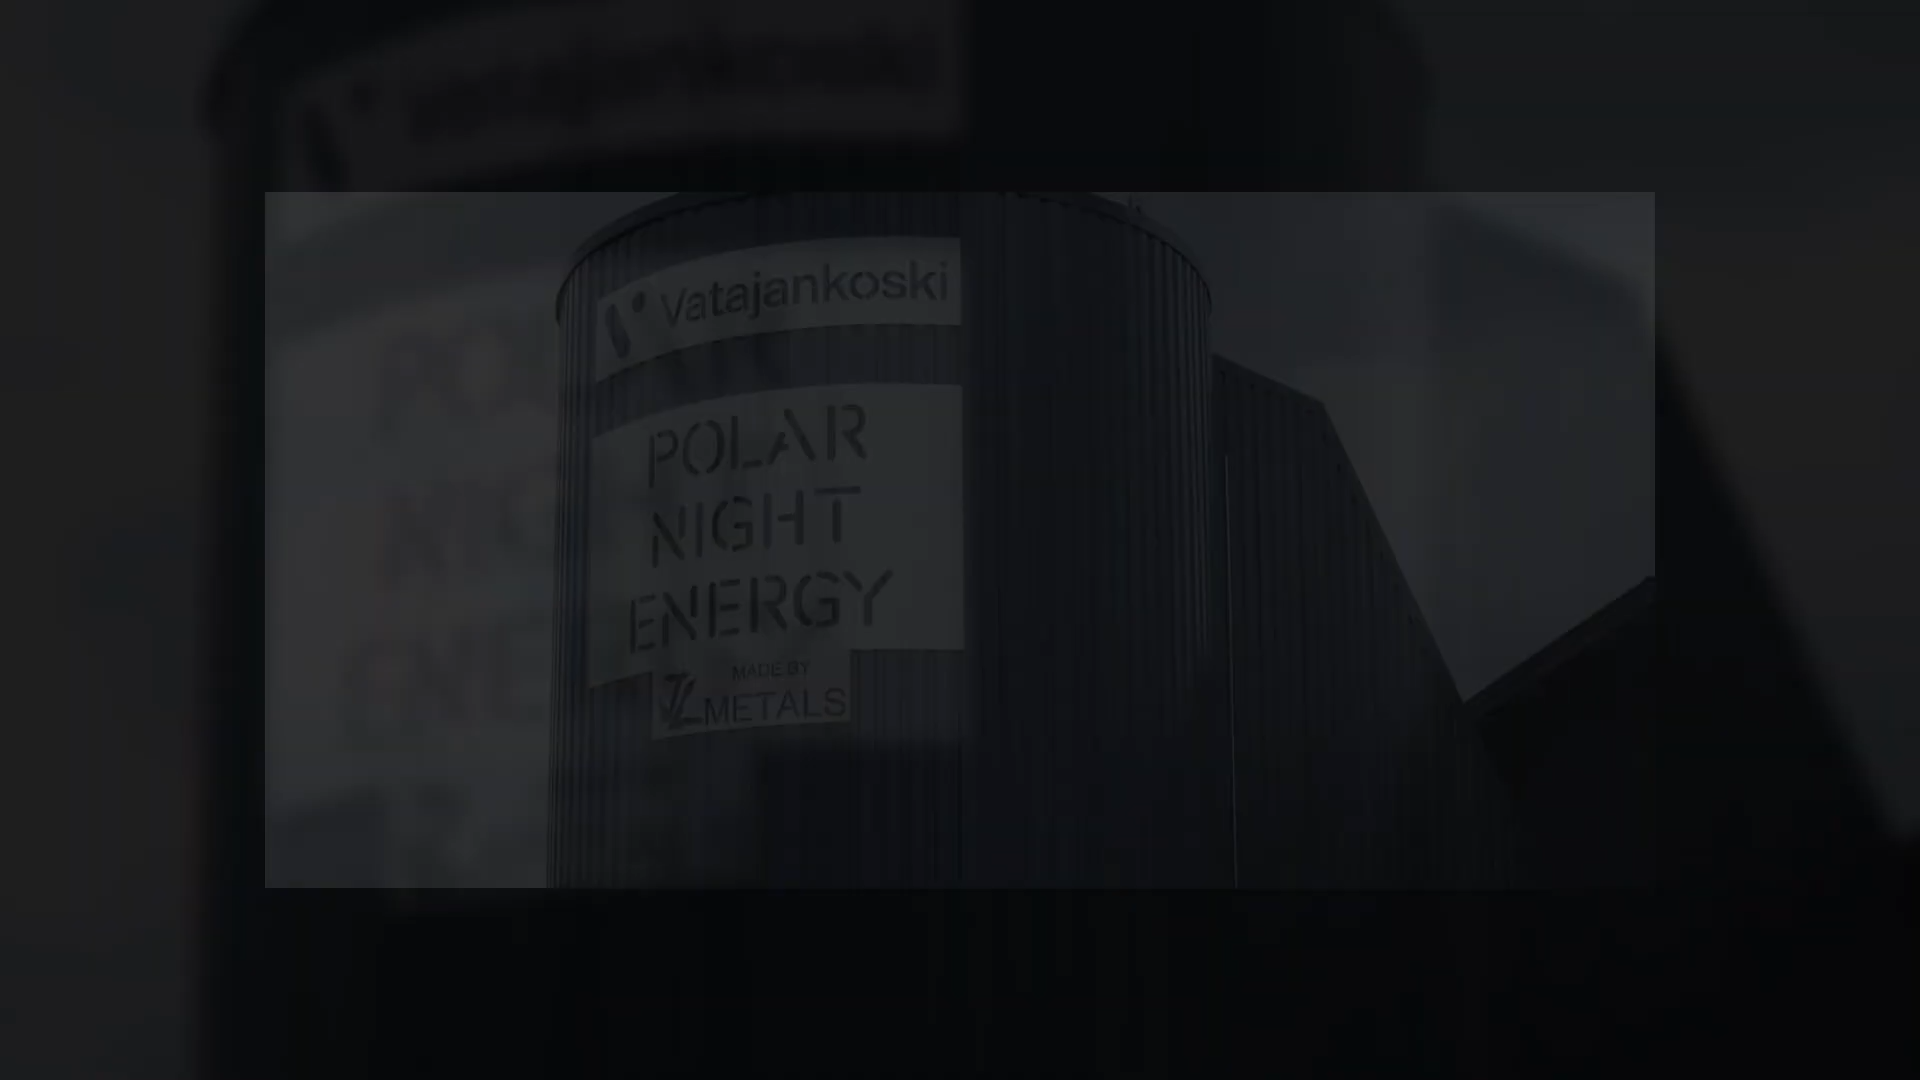 Vatajankoski
POLAR
NIGHT
ENERGY
MADE BY
METALS